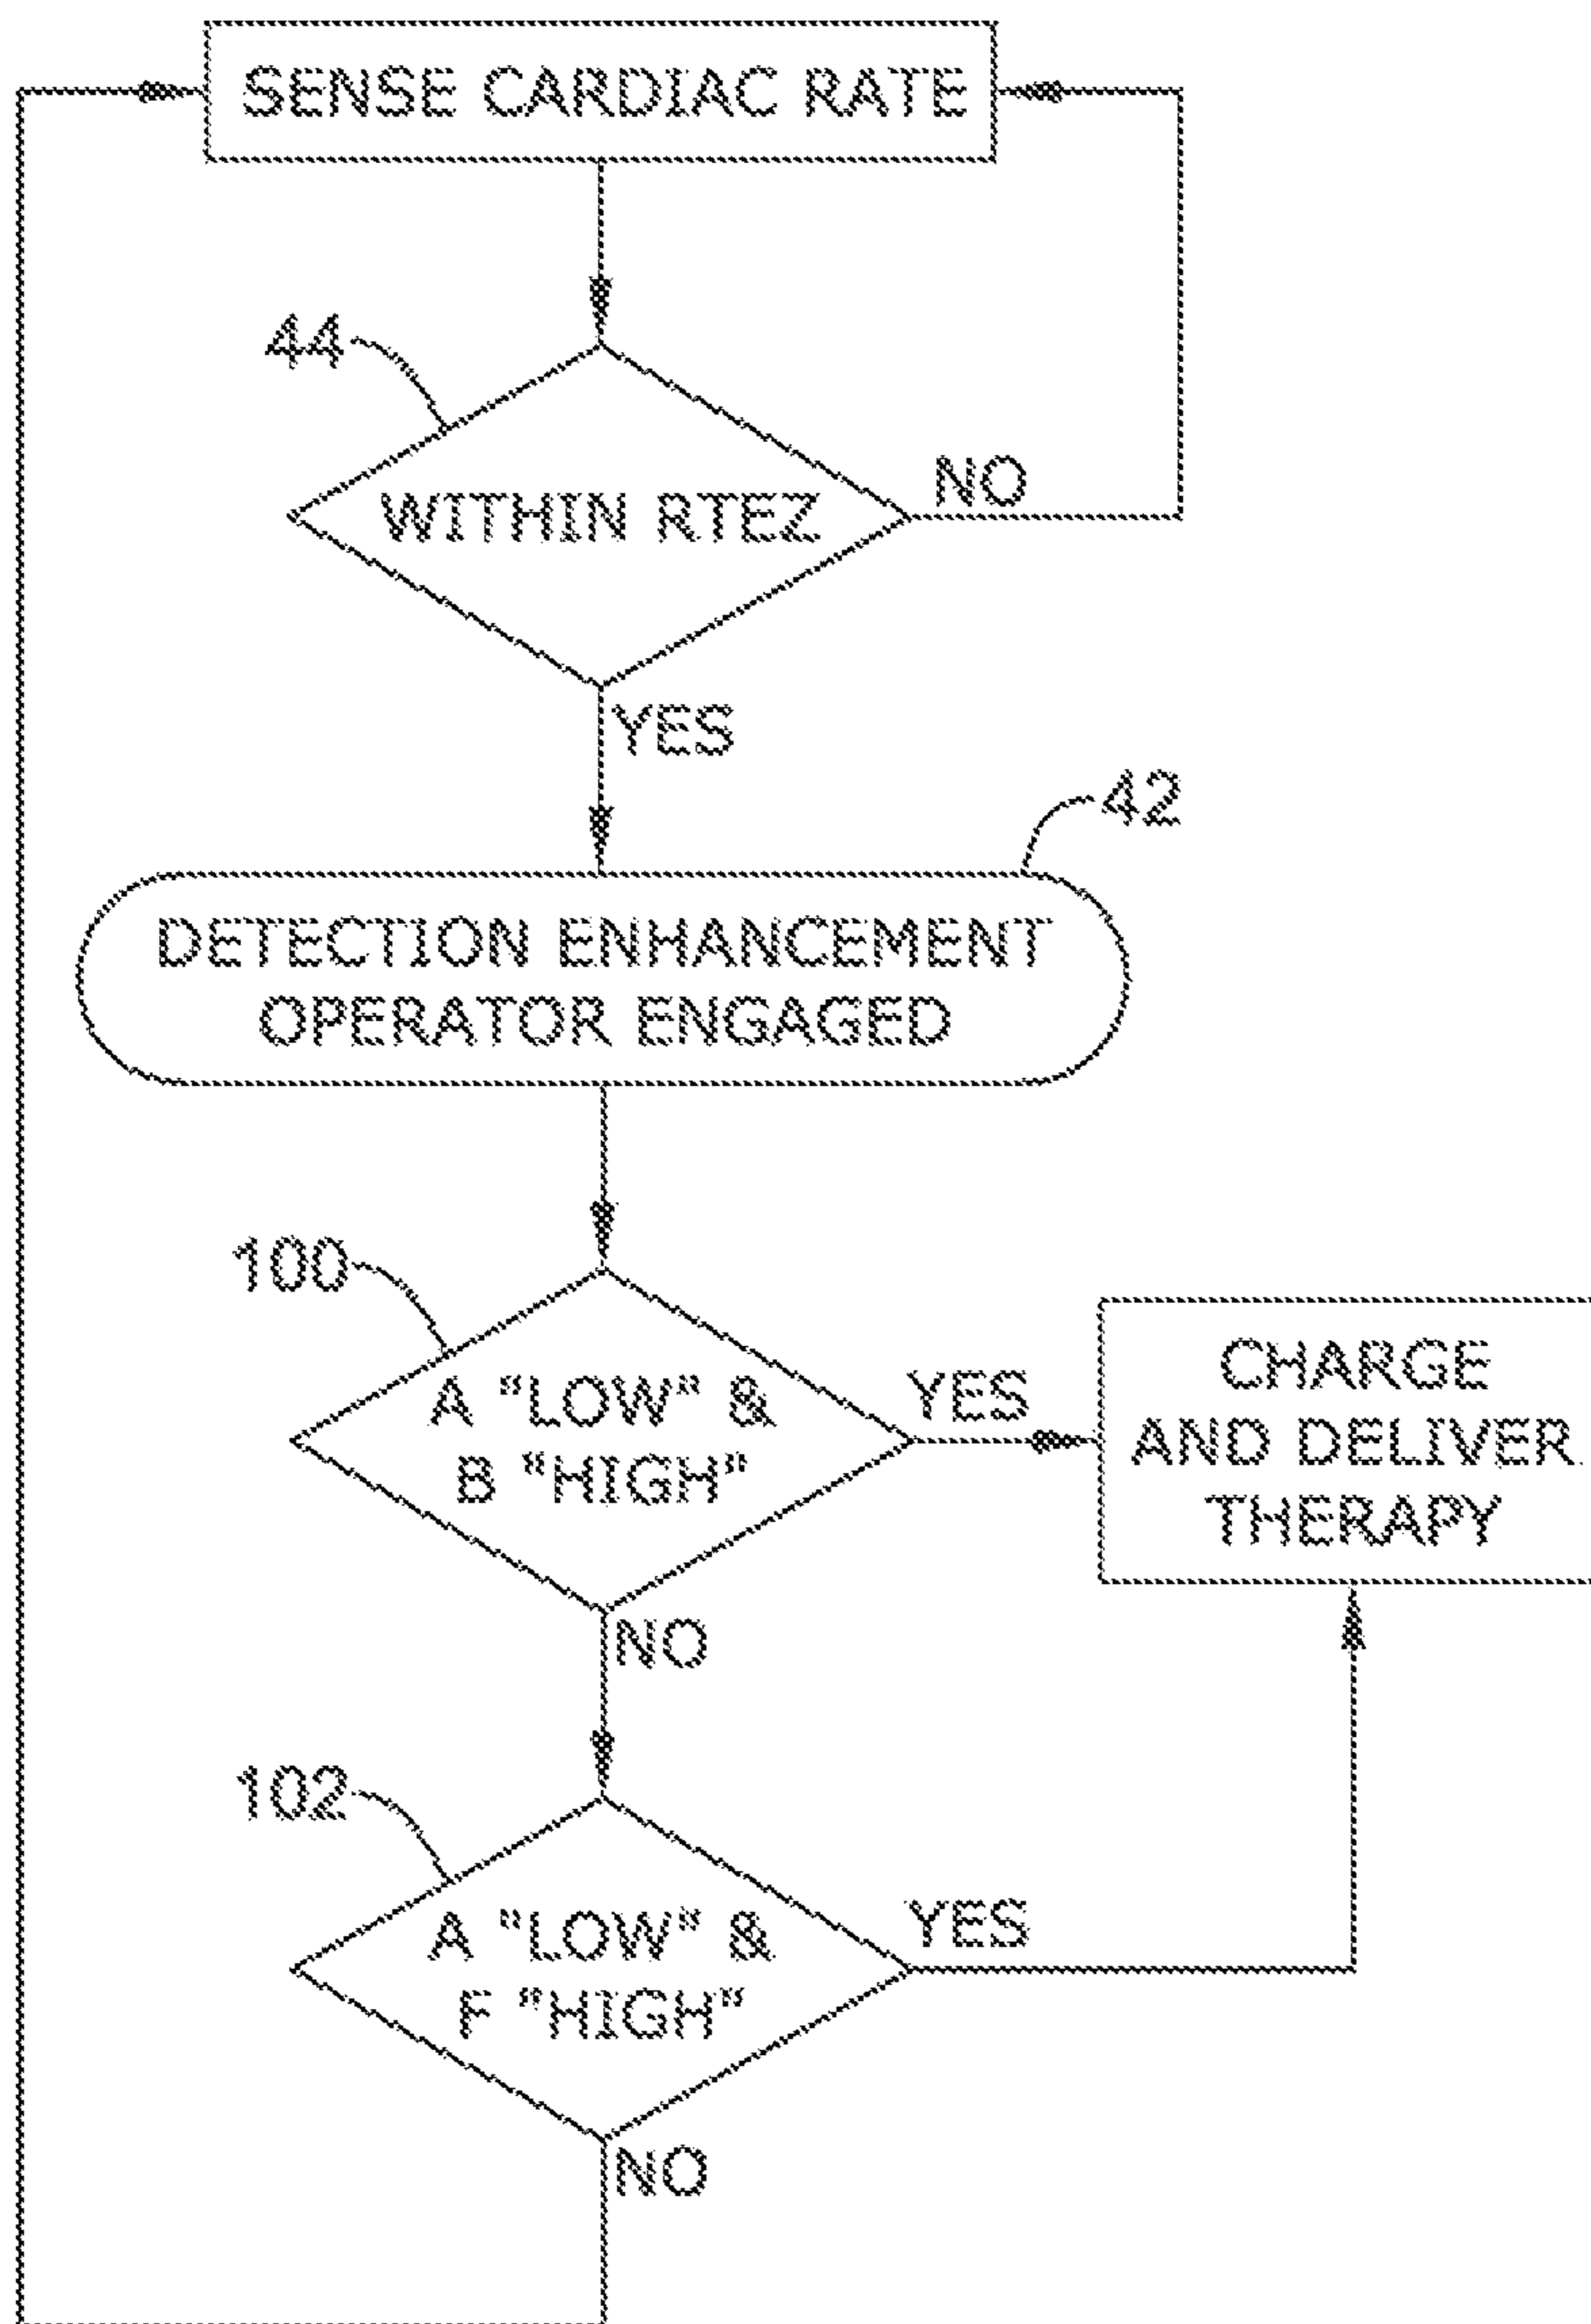 SENSE CARDIAC RATE
44
WITHIN RTEZ
NO
YES
42
DETECTION ENHANCEMENT
OPERATOR ENGAGED
100
A "LOW" &
B "HIGH"
YES
CHARGE
AND DELIVER
THERAPY
NO
102
A "LOW" &
F "HIGH"
YES
NO